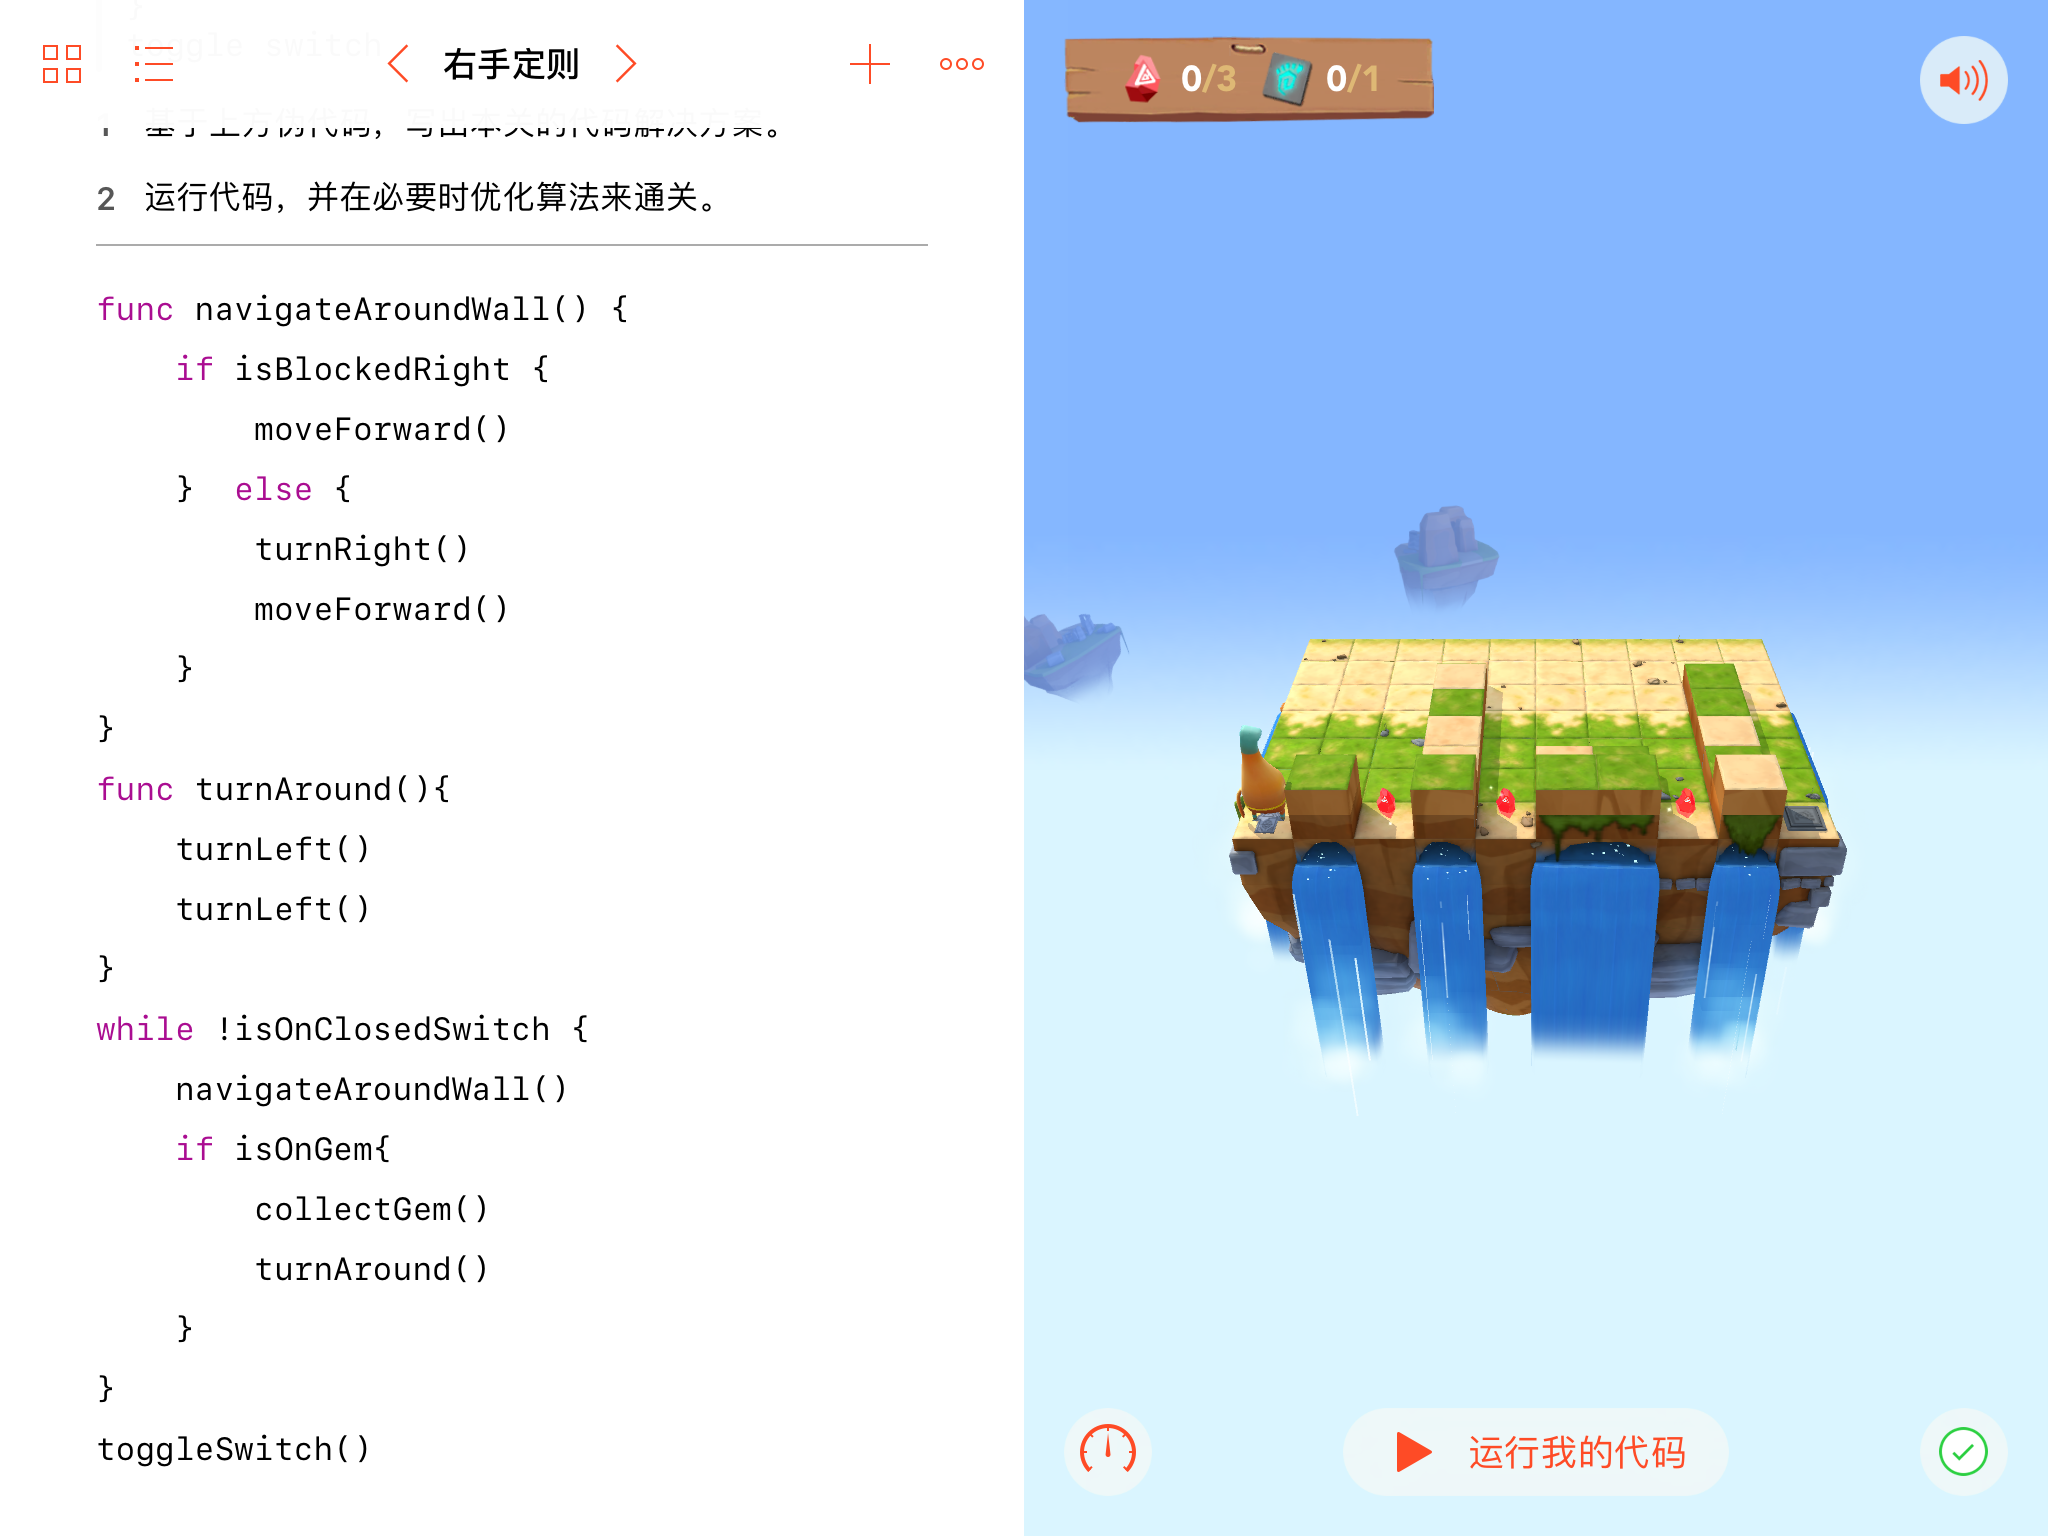 }
toggle switch
右手定则
0/3 0/1
1 基于上方伪代码，写出本关的代码解决方案。
2 运行代码，并在必要时优化算法来通关。
func navigateAroundWall() {
    if isBlockedRight {
        moveForward()
    }  else {
        turnRight()
        moveForward()
    }
}
func turnAround(){
    turnLeft()
    turnLeft()
}
while !isOnClosedSwitch {
    navigateAroundWall()
    if isOnGem{
        collectGem()
        turnAround()
    }
}
toggleSwitch()
运行我的代码